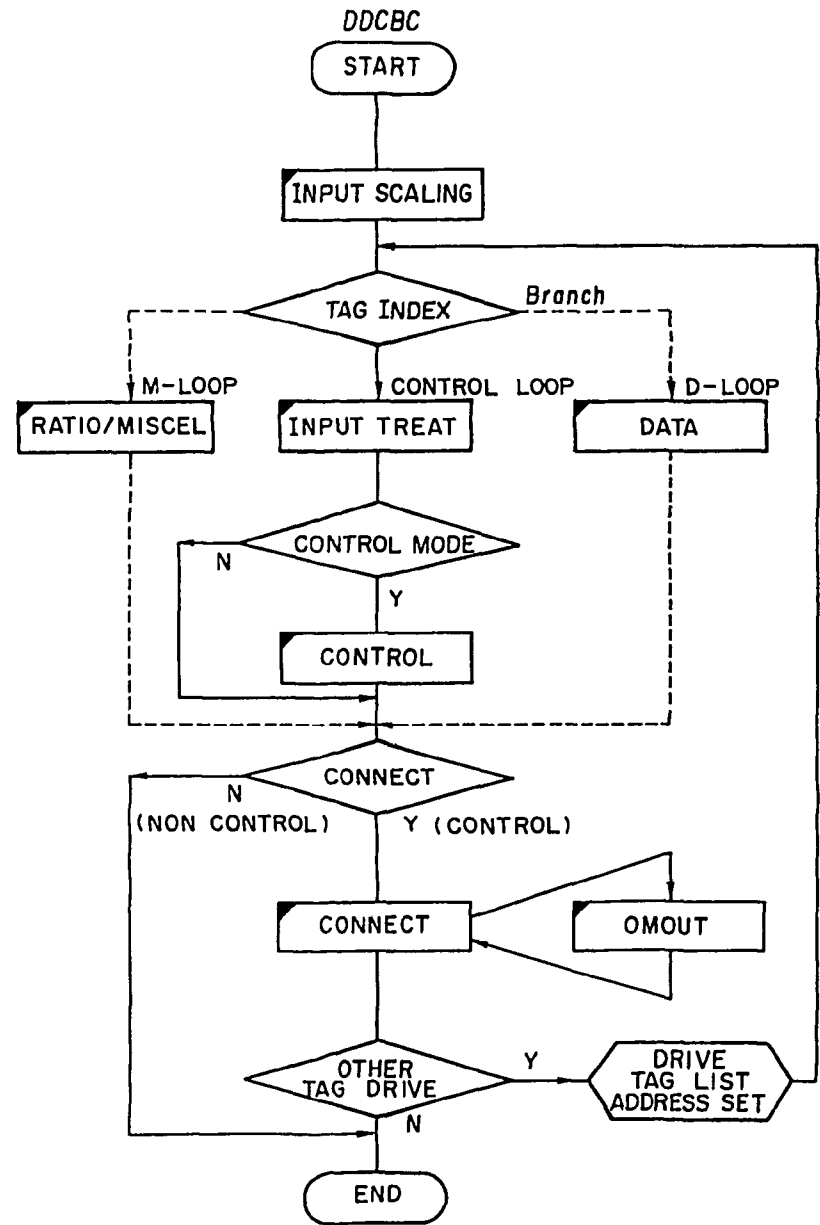 DDCBC
START
INPUT SCALING
TAG INDEX
Branch
M-LOOP
CONTROL LOOP
D-LOOP
RATIO/MISCEL
INPUT TREAT
DATA
CONTROL MODE
N
Y
CONTROL
CONNECT
N
(NON CONTROL)
Y (CONTROL)
CONNECT
OMOUT
OTHER
TAG DRIVE
Y
DRIVE
TAG LIST
ADDRESS SET
N
END